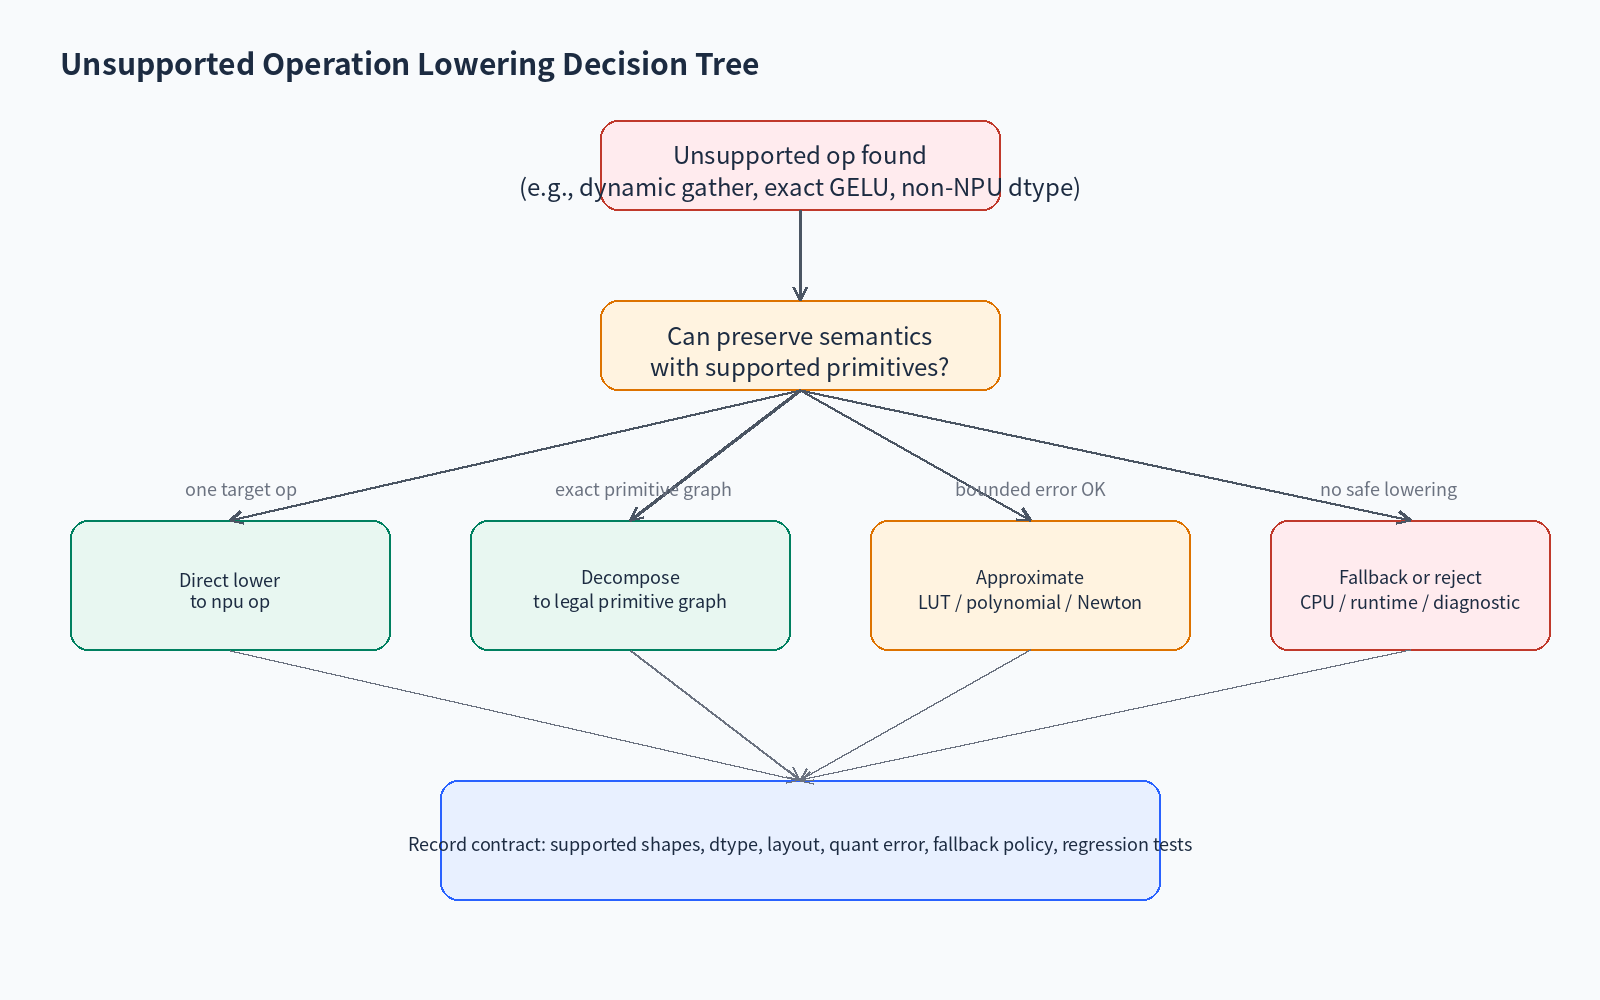 Unsupported Operation Lowering Decision Tree
Unsupported op found
(e.g., dynamic gather, exact GELU, non-NPU dtype)
Can preserve semantics
with supported primitives?
one target op
exact primitive graph
bounded error OK
no safe lowering
Direct lower
to npu op
Decompose
to legal primitive graph
Approximate
LUT / polynomial / Newton
Fallback or reject
CPU / runtime / diagnostic
Record contract: supported shapes, dtype, layout, quant error, fallback policy, regression tests